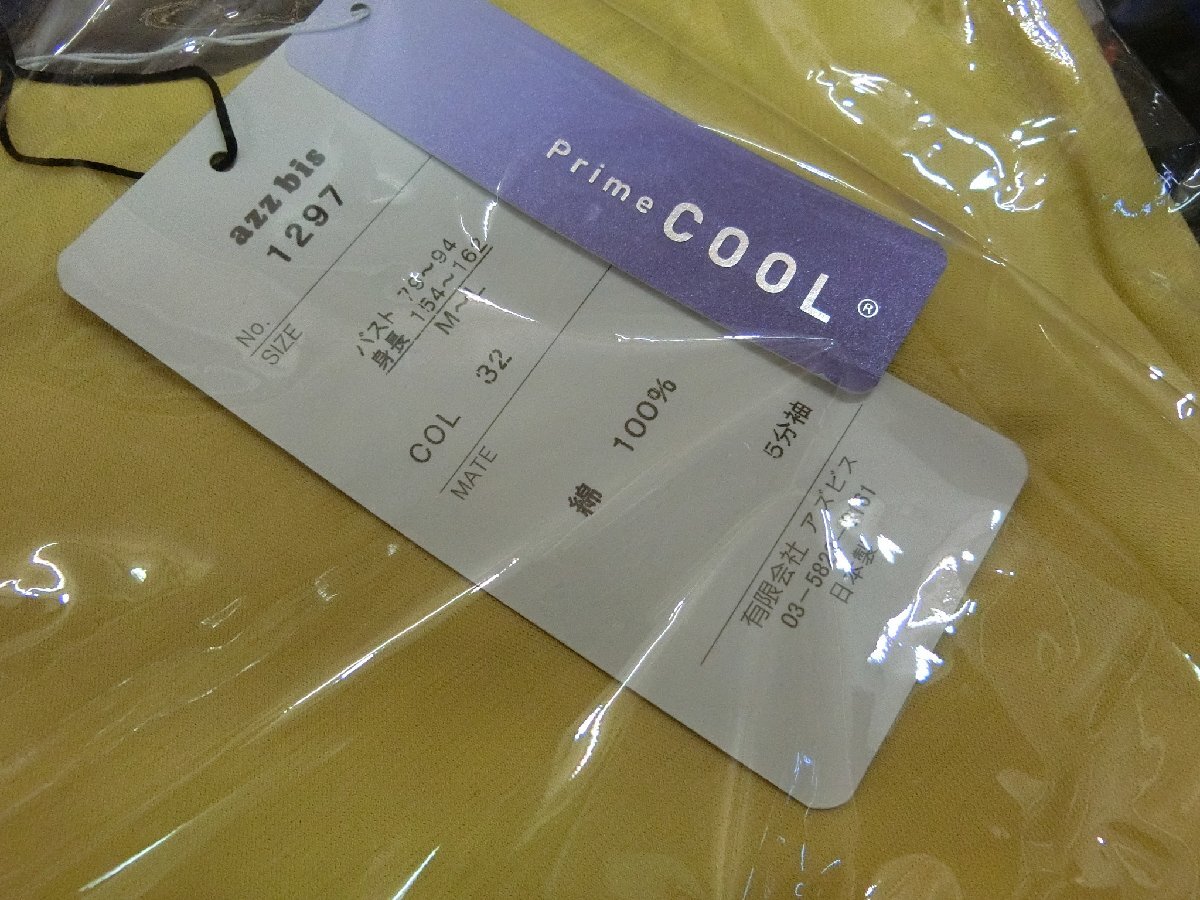 Prime COOL ®
azz bis
No. 1297
SIZE
バスト 79～94
身長 154～162
M～L
COL 32
MATE
綿 100%
5分袖
有限会社 アズビス
日本製